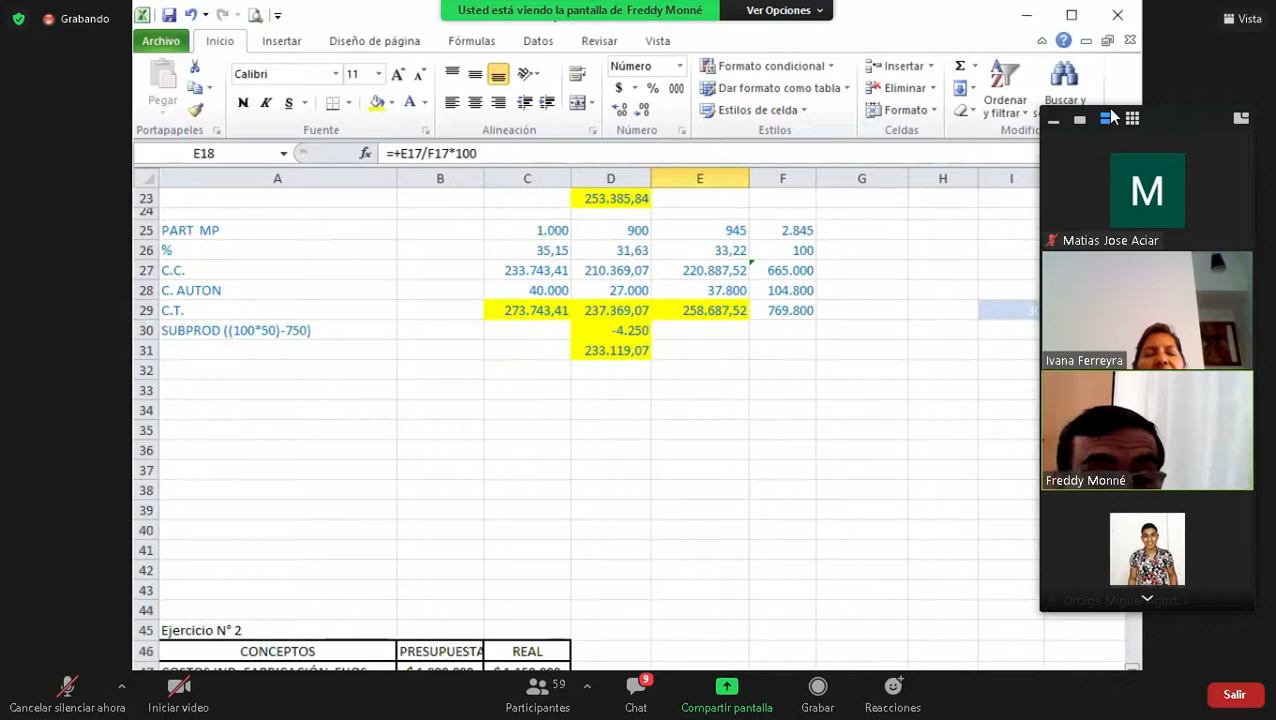 Grabando
Usted está viendo la pantalla de Freddy Monné
Ver Opciones
Vista
Archivo Inicio Insertar Diseño de página Fórmulas Datos Revisar Vista
Calibri 11 Número
Pegar
N K S
$ % 000
Formato condicional
Dar formato como tabla
Estilos de celda
Insertar
Eliminar
Formato
Ordenar
y filtrar
Buscar y
Portapapeles Fuente Alineación Número Estilos Celdas
E18 fx =+E17/F17*100
A B C D E F G H I
23 253.385,84
24
25 PART MP 1.000 900 945 2.845
26 % 35,15 31,63 33,22 100
27 C.C. 233.743,41 210.369,07 220.887,52 665.000
28 C. AUTON 40.000 27.000 37.800 104.800
29 C.T. 273.743,41 237.369,07 258.687,52 769.800
30 SUBPROD ((100*50)-750) -4.250
31 233.119,07
32
33
34
35
36
37
38
39
40
41
42
43
44
45 Ejercicio N° 2
46 CONCEPTOS PRESUPUESTA REAL
M
Matias Jose Aciar
Ivana Ferreyra
Freddy Monné
Cancelar silenciar ahora
Iniciar video
59
Participantes
9
Chat
Compartir pantalla
Grabar
Reacciones
Salir